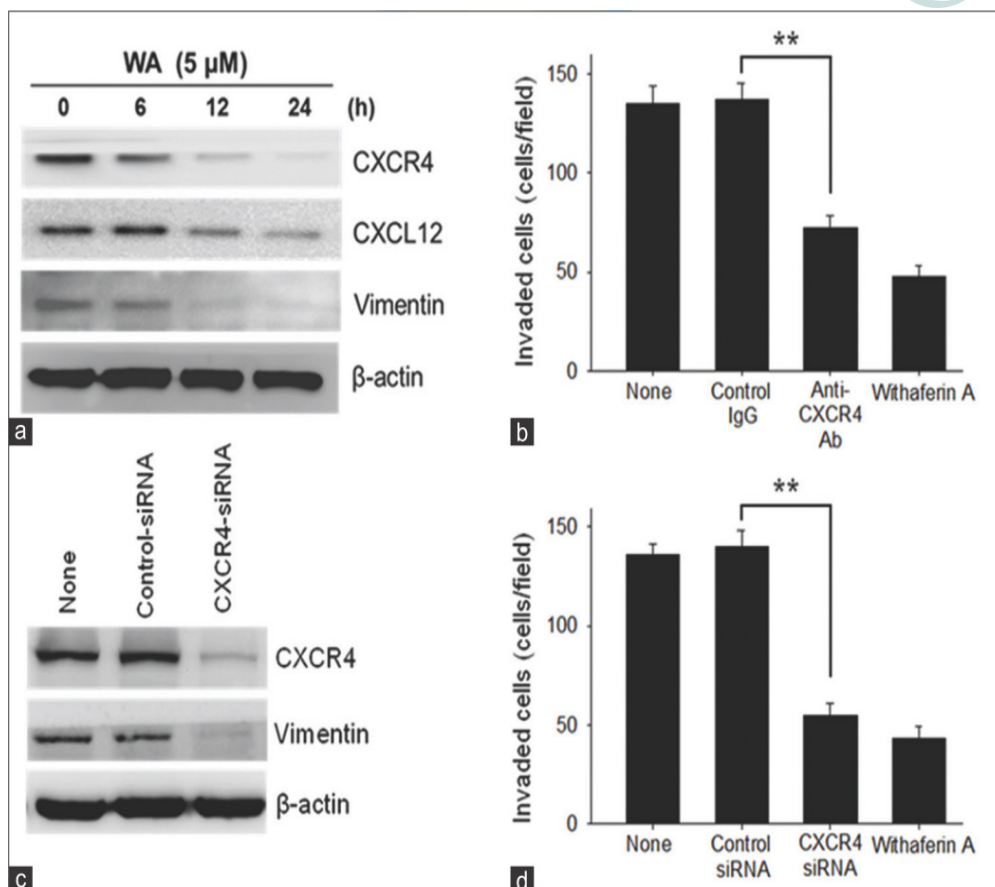 WA (5 µM)
0 6 12 24 (h)
CXCR4
CXCL12
Vimentin
β-actin
a
**
150
100
50
0
Invaded cells (cells/field)
None
Control IgG
Anti-CXCR4 Ab
Withaferin A
b
None
Control-siRNA
CXCR4-siRNA
CXCR4
Vimentin
β-actin
c
**
150
100
50
0
Invaded cells (cells/field)
None
Control siRNA
CXCR4 siRNA
Withaferin A
d